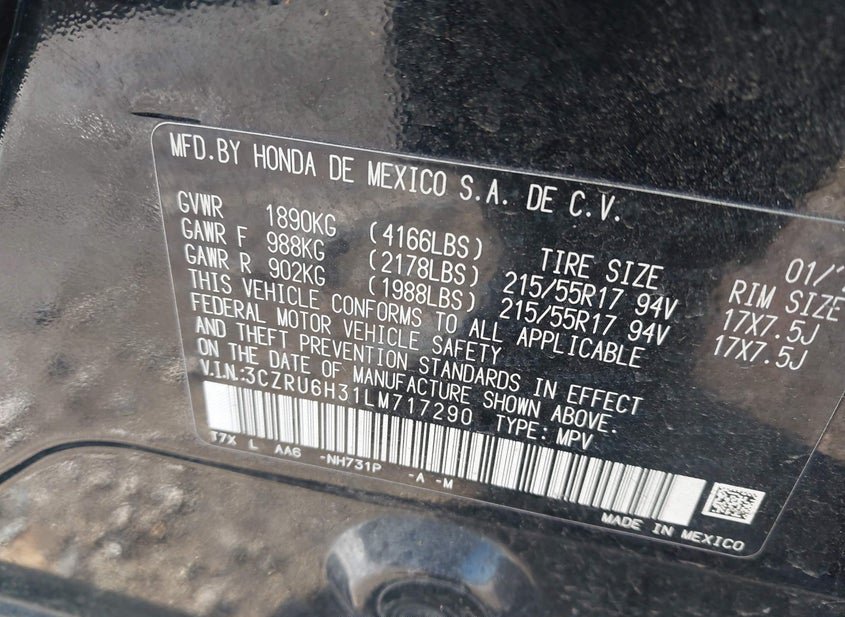 MFD.BY HONDA DE MEXICO S.A. DE C.V.
01/
GVWR 1890KG (4166LBS) TIRE SIZE RIM SIZE
GAWR F 988KG (2178LBS) 215/55R17 94V 17X7.5J
GAWR R 902KG (1988LBS) 215/55R17 94V 17X7.5J
THIS VEHICLE CONFORMS TO ALL APPLICABLE
FEDERAL MOTOR VEHICLE SAFETY
AND THEFT PREVENTION STANDARDS IN EFFECT
ON THE DATE OF MANUFACTURE SHOWN ABOVE.
V.I.N.:3CZRU6H31LM717290 TYPE: MPV
T7X L AA6 -NH731P -A -M
MADE IN MEXICO